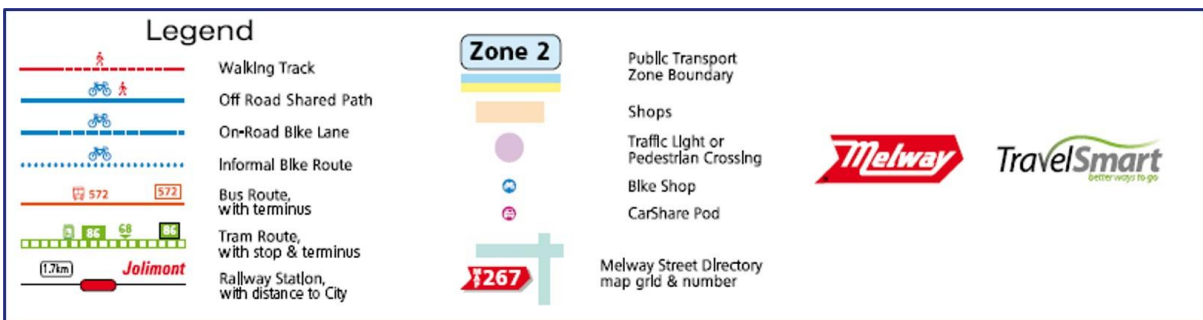 Legend
Walking Track
Off Road Shared Path
On-Road Bike Lane
Informal Bike Route
572
572
Bus Route,
with terminus
86
68
86
Tram Route,
with stop & terminus
1.7km
Jolimont
Railway Station,
with distance to City
Zone 2
Public Transport
Zone Boundary
Shops
Traffic Light or
Pedestrian Crossing
Bike Shop
CarShare Pod
267
Melway Street Directory
map grid & number
Melway
TravelSmart
better ways to go